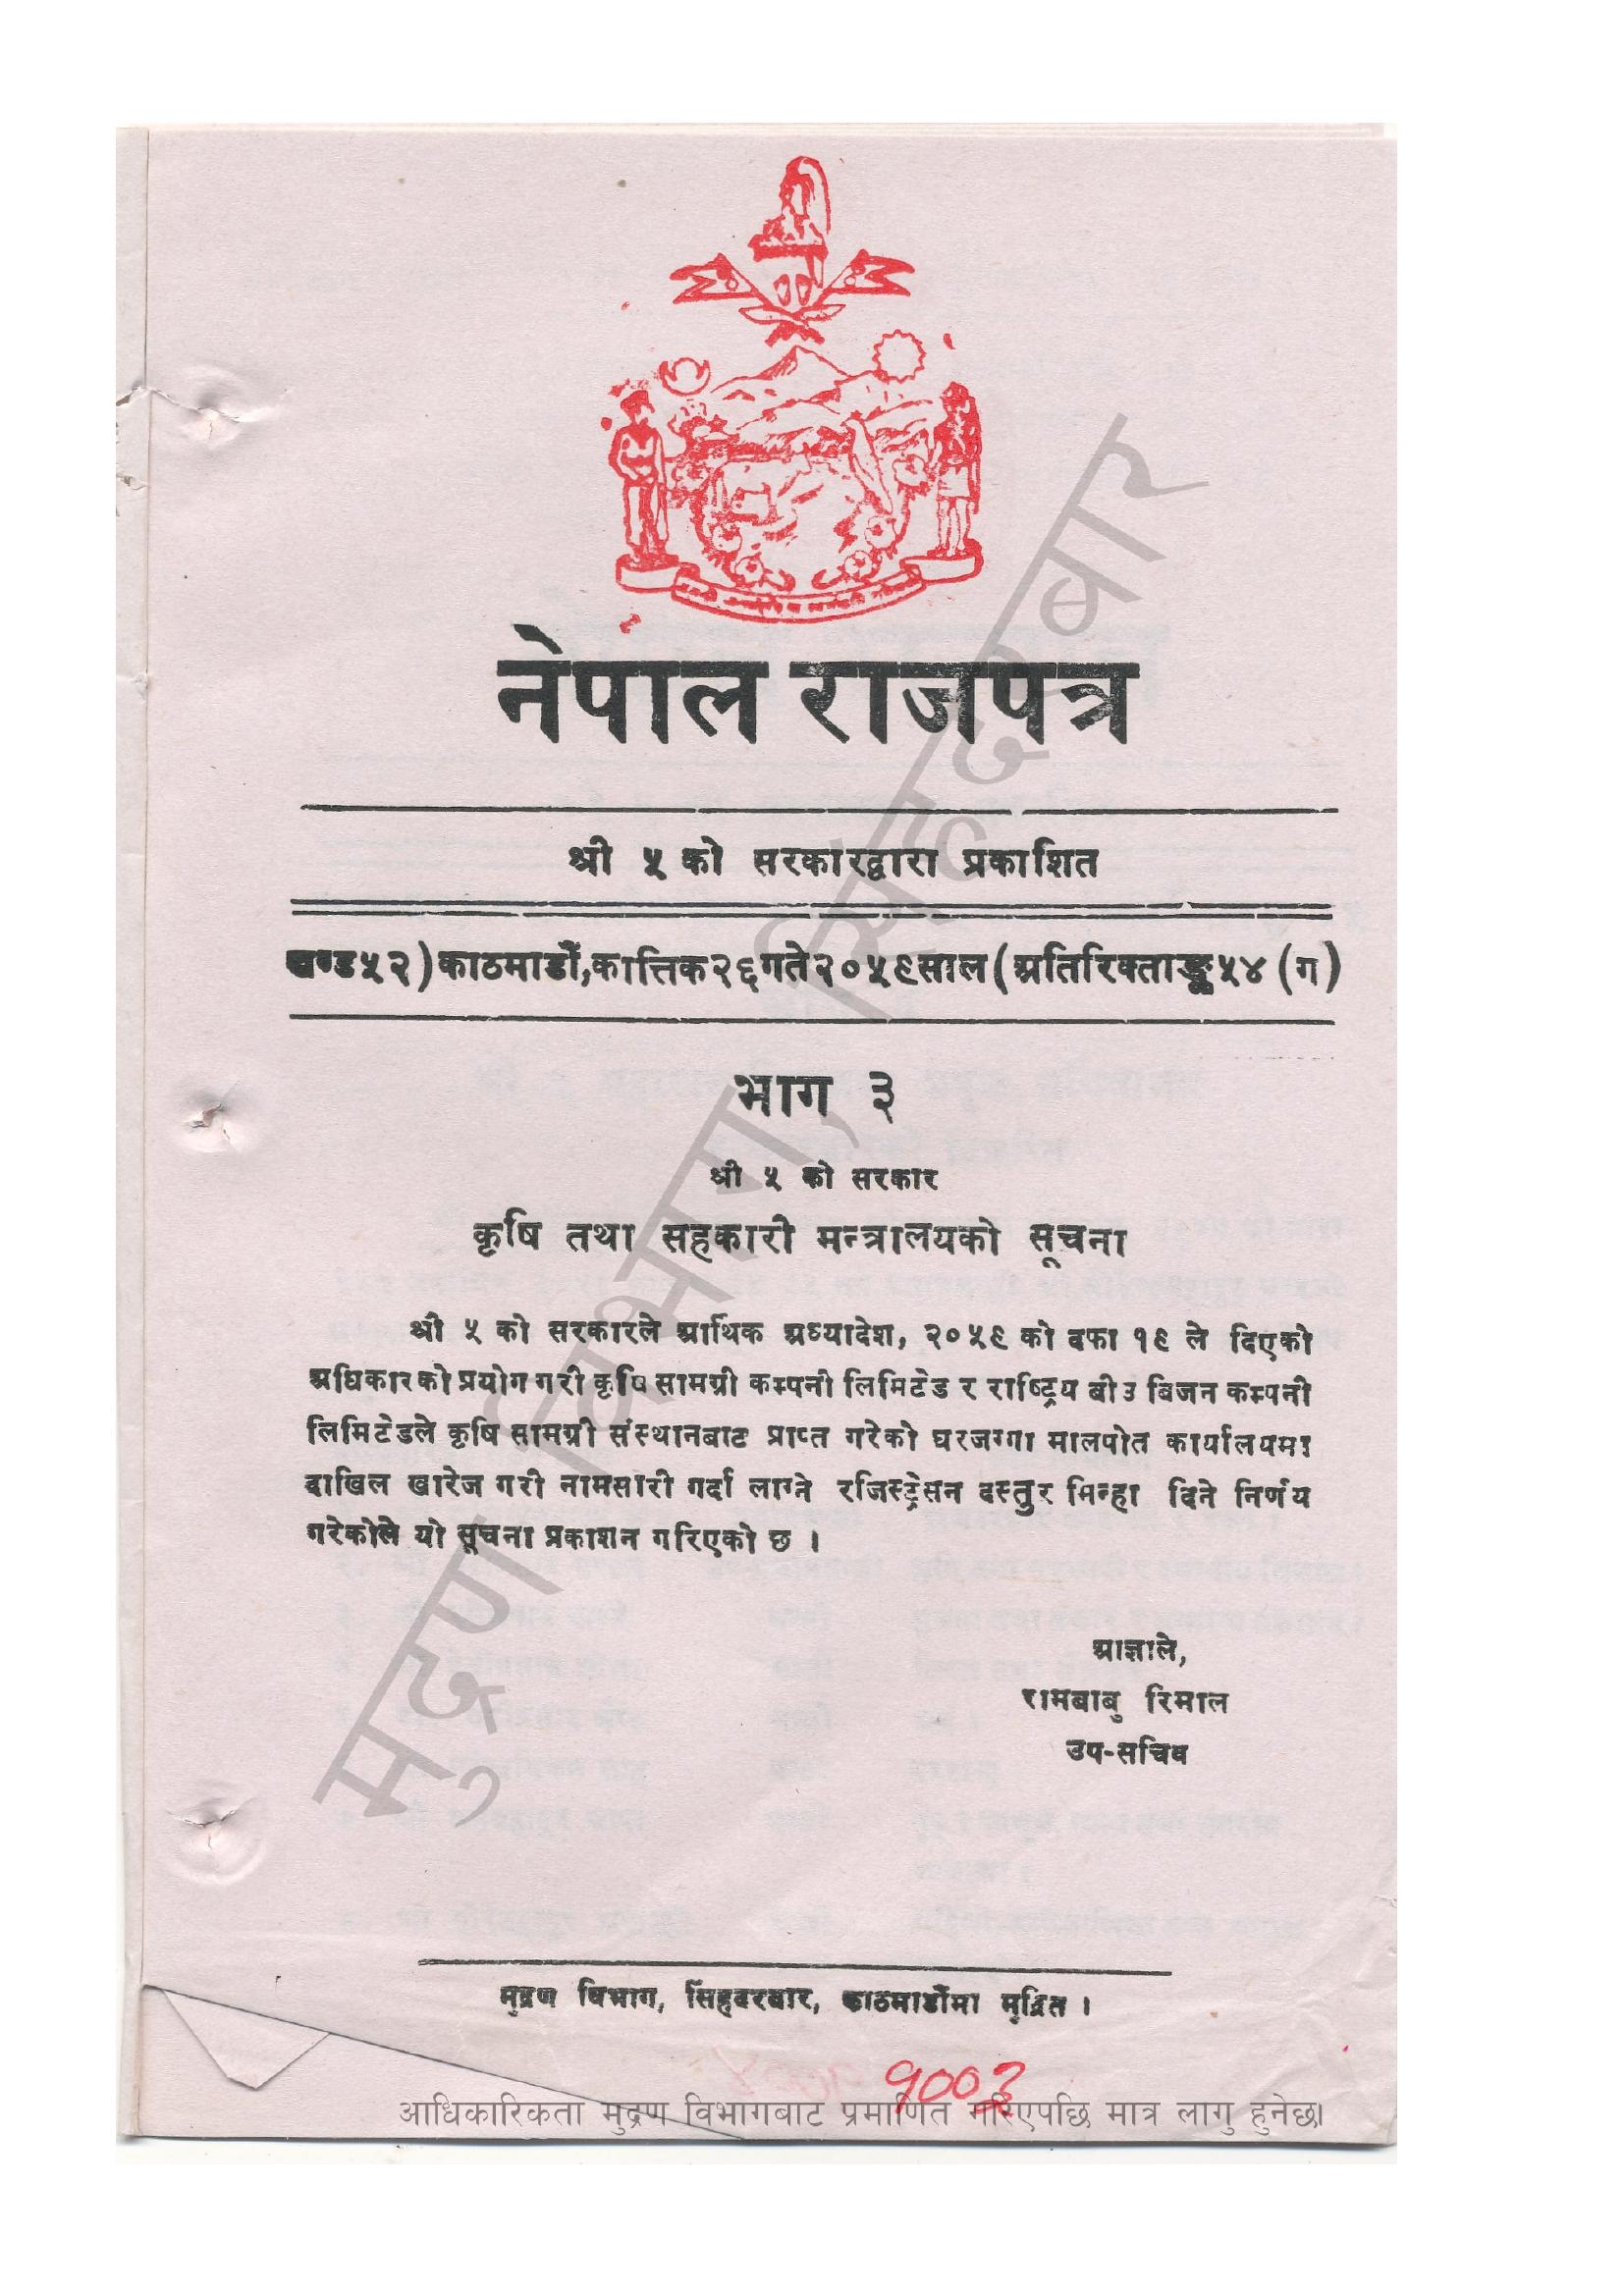 नेपाल राजपत्र
श्री ५ को सरकारद्वारा प्रकाशित
खण्ड ५२) काठमाडौं, कात्तिक २६ गते २०५९ साल (अतिरिक्ताङ्क ५४ (ग)
भाग ३
श्री ५ को सरकार
कृषि तथा सहकारी मन्त्रालयको सूचना
श्री ५ को सरकारले आर्थिक अध्यादेश, २०५९ को दफा १९ ले दिएको
अधिकारको प्रयोग गरी कृषि सामग्री कम्पनी लिमिटेड र राष्ट्रिय बीउ बिजन कम्पनी
लिमिटेडले कृषि सामग्री संस्थानबाट प्राप्त गरेको घरजग्गा मालपोत कार्यालयमा
दाखिल खारेज गरी नामसारी गर्दा लाग्ने रजिस्ट्रेसन दस्तुर मिन्हा दिने निर्णय
गरेकोले यो सूचना प्रकाशन गरिएको छ ।
आज्ञाले,
रामबाबु रिमाल
उप-सचिव
मुद्रण विभाग, सिंहदरबार, काठमाडौंमा मुद्रित ।
१००३
आधिकारिकता मुद्रण विभागबाट प्रमाणित गरिएपछि मात्र लागु हुनेछ।
मुद्रण विभाग, सिंहदरबार